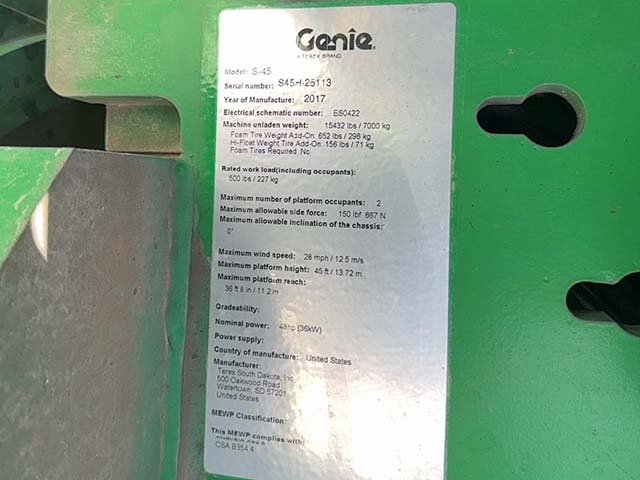 Genie.
A TEREX BRAND
Model: S-45
Serial number: S45H-25113
Year of Manufacture: 2017
Electrical schematic number: ES0422
Machine unladen weight: 15432 lbs / 7000 kg
Foam Tire Weight Add-On: 652 lbs / 296 kg
Hi-Float Weight Tire Add-On: 156 lbs / 71 kg
Foam Tires Required: No
Rated work load(including occupants):
500 lbs / 227 kg
Maximum number of platform occupants: 2
Maximum allowable side force: 150 lbf 667 N
Maximum allowable inclination of the chassis:
0°
Maximum wind speed: 28 mph / 12.5 m/s
Maximum platform height: 45 ft / 13.72 m
Maximum platform reach:
36 ft 8 in / 11.2 m
Gradeability:
Nominal power: 48hp (36kW)
Power supply:
Country of manufacture: United States
Manufacturer:
Terex South Dakota, Inc
500 Oakwood Road
Watertown, SD 57201
United States
MEWP Classification:
This MEWP complies with:
CSA B354.4